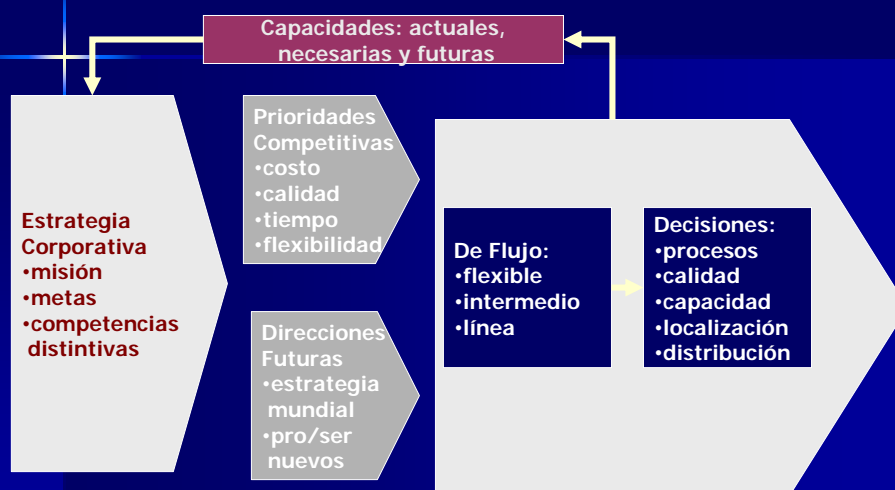 Capacidades: actuales,
necesarias y futuras
Estrategia
Corporativa
•misión
•metas
•competencias
distintivas
Prioridades
Competitivas
•costo
•calidad
•tiempo
•flexibilidad
Direcciones
Futuras
•estrategia
mundial
•pro/ser
nuevos
De Flujo:
•flexible
•intermedio
•línea
Decisiones:
•procesos
•calidad
•capacidad
•localización
•distribución